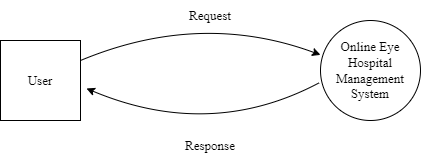 Request
User
Online Eye
Hospital
Management
System
Response